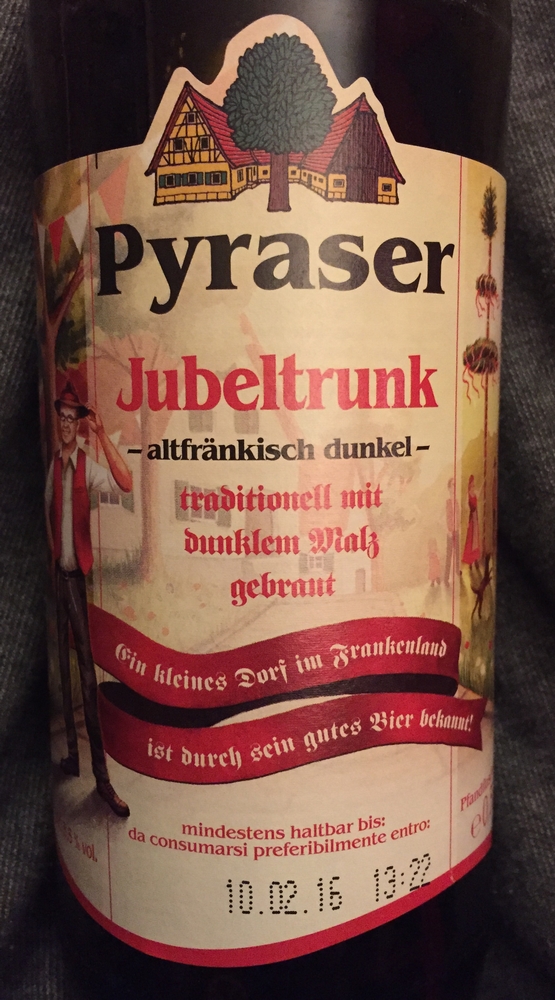 Pyraser
Jubeltrunk
– altfränkisch dunkel –
traditionell mit
dunklem Malz
gebraut
Ein kleines Dorf im Frankenland
ist durch sein gutes Bier bekannt!
mindestens haltbar bis:
da consumarsi preferibilmente entro:
10.02.16 13:22
% vol.